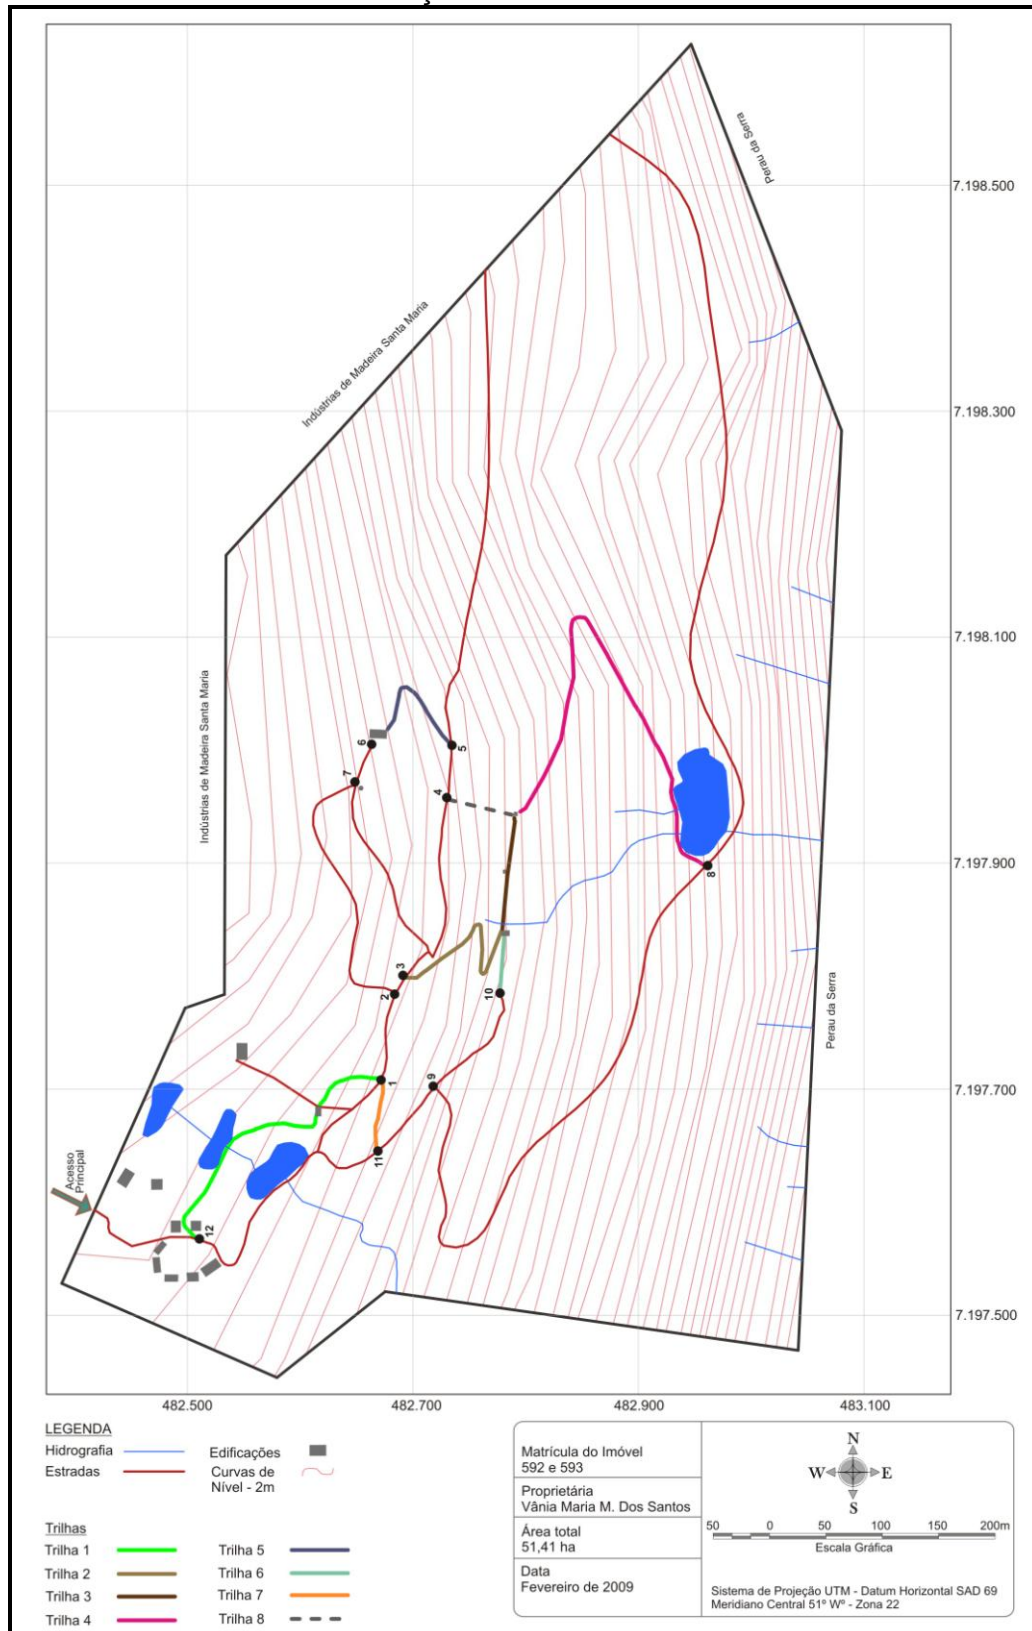 Perau da Serra
7.198.500
Indústrias de Madeira Santa Maria
7.198.300
Indústrias de Madeira Santa Maria
7.198.100
6
7
5
4
7.197.900
8
3
2
10
Perau da Serra
9
1
7.197.700
11
Acesso
Principal
12
7.197.500
482.500
482.700
482.900
483.100
LEGENDA
Hidrografia
Edificações
Estradas
Curvas de
Nível - 2m
Trilhas
Trilha 1
Trilha 5
Trilha 2
Trilha 6
Trilha 3
Trilha 7
Trilha 4
Trilha 8
Matrícula do Imóvel
592 e 593
Proprietária
Vânia Maria M. Dos Santos
Área total
51,41 ha
Data
Fevereiro de 2009
N
W E
S
50 0 50 100 150 200m
Escala Gráfica
Sistema de Projeção UTM - Datum Horizontal SAD 69
Meridiano Central 51º Wº - Zona 22